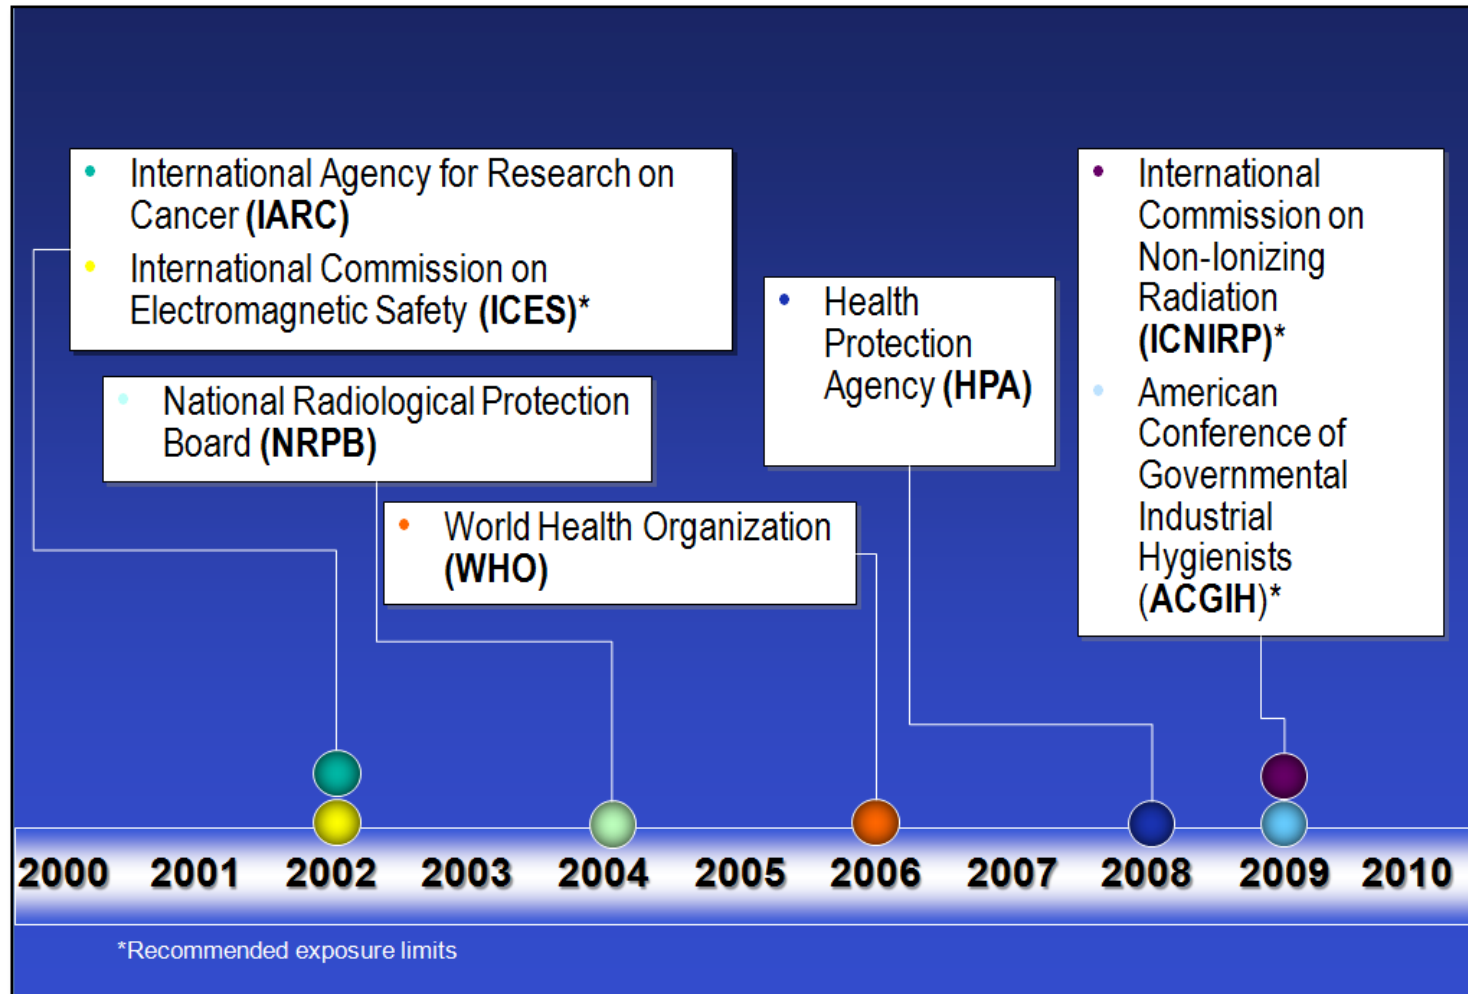 • International Agency for Research on
Cancer (IARC)
• International Commission on
Electromagnetic Safety (ICES)*
• National Radiological Protection
Board (NRPB)
• World Health Organization
(WHO)
• Health
Protection
Agency (HPA)
• International
Commission on
Non-Ionizing
Radiation
(ICNIRP)*
• American
Conference of
Governmental
Industrial
Hygienists
(ACGIH)*
2000 2001 2002 2003 2004 2005 2006 2007 2008 2009 2010
*Recommended exposure limits